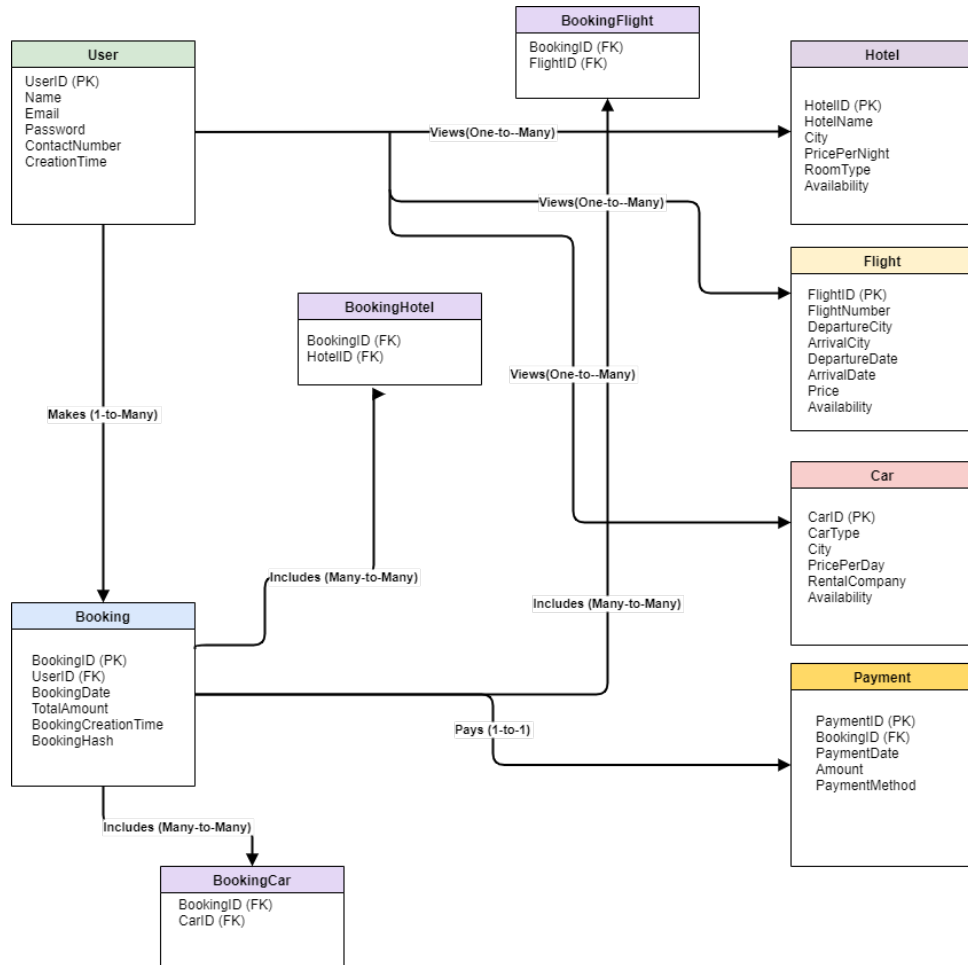 BookingFlight
BookingID (FK)
FlightID (FK)
User
UserID (PK)
Name
Email
Password
ContactNumber
CreationTime
Hotel
HotelID (PK)
HotelName
City
PricePerNight
RoomType
Availability
Views(One-to--Many)
Views(One-to--Many)
Flight
FlightID (PK)
FlightNumber
DepartureCity
ArrivalCity
DepartureDate
ArrivalDate
Price
Availability
BookingHotel
BookingID (FK)
HotelID (FK)
Views(One-to--Many)
Makes (1-to-Many)
Car
CarID (PK)
CarType
City
PricePerDay
RentalCompany
Availability
Includes (Many-to-Many)
Includes (Many-to-Many)
Booking
BookingID (PK)
UserID (FK)
BookingDate
TotalAmount
BookingCreationTime
BookingHash
Pays (1-to-1)
Payment
PaymentID (PK)
BookingID (FK)
PaymentDate
Amount
PaymentMethod
Includes (Many-to-Many)
BookingCar
BookingID (FK)
CarID (FK)